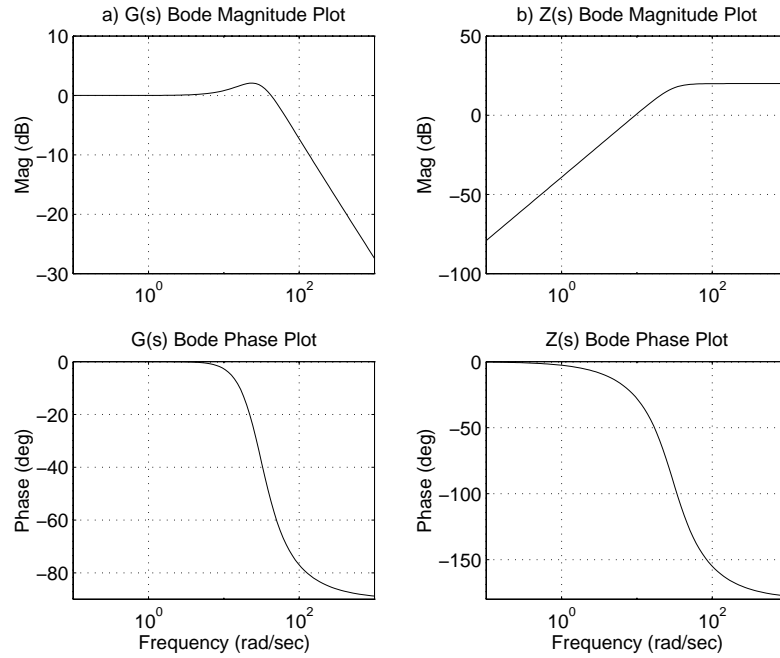 a) G(s) Bode Magnitude Plot
10
0
−10
−20
−30
Mag (dB)
10^0
10^2
b) Z(s) Bode Magnitude Plot
50
0
−50
−100
Mag (dB)
10^0
10^2
G(s) Bode Phase Plot
0
−20
−40
−60
−80
Phase (deg)
10^0
10^2
Frequency (rad/sec)
Z(s) Bode Phase Plot
0
−50
−100
−150
Phase (deg)
10^0
10^2
Frequency (rad/sec)